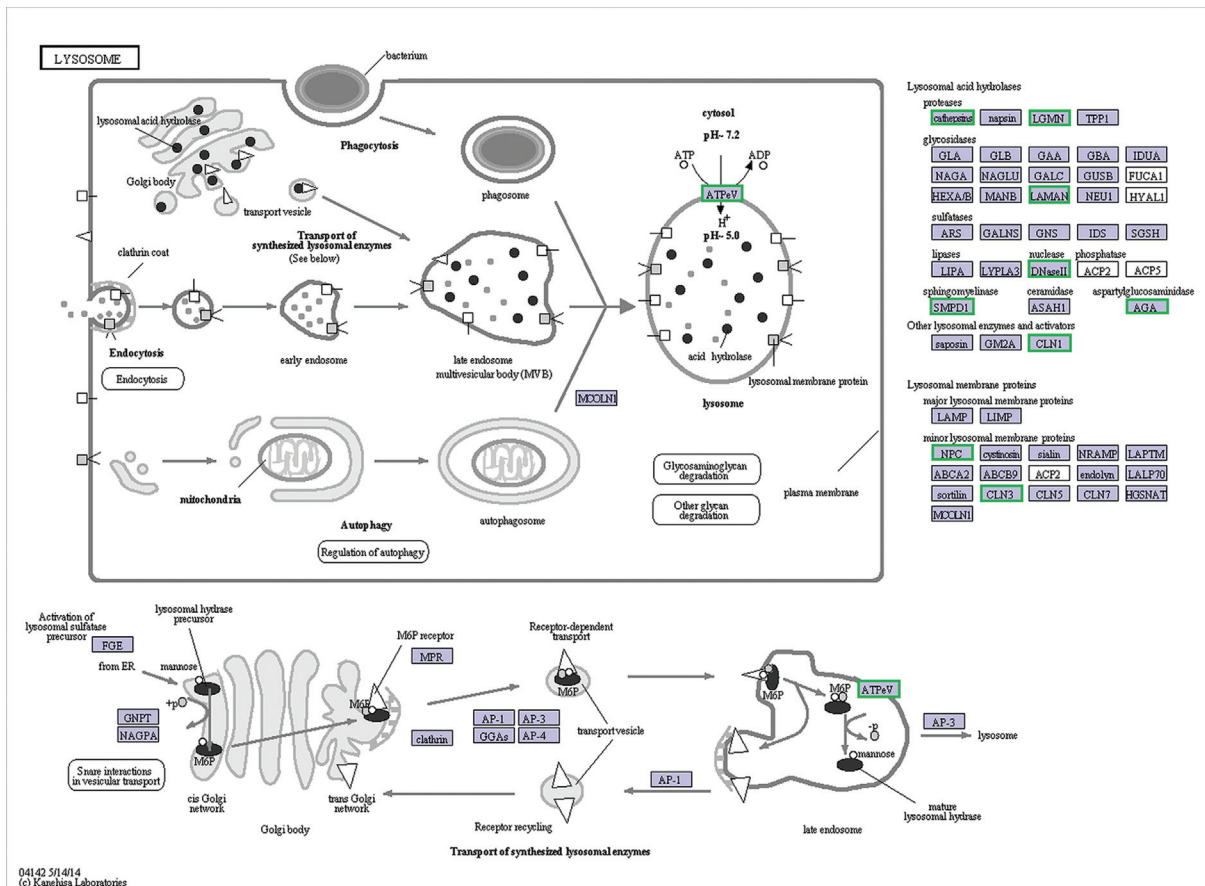 LYSOSOME
bacterium
lysosomal acid hydrolase
Golgi body
Phagocytosis
phagosome
transport vesicle
Transport of
synthesized lysosomal enzymes
(See below)
clathrin coat
Endocytosis
Endocytosis
early endosome
late endosome
multivesicular body (MVB)
MCOLN1
cytosol
pH~ 7.2
ATP
ADP
ATPeV
H+
pH~ 5.0
acid hydrolase
lysosomal membrane protein
lysosome
mitochondria
Autophagy
Regulation of autophagy
autophagosome
Glycosaminoglycan
degradation
Other glycan
degradation
plasma membrane
Lysosomal acid hydrolases
proteases
cathepsins napsin LGMN TPP1
glycosidases
GLA GLB GAA GBA IDUA
NAGA NAGLU GALC GUSB FUCA1
HEXA/B MANB LAMAN NEU1 HYAL1
sulfatases
ARS GALNS GNS IDS SGSH
lipases nuclease phosphatase
LIPA LYPLA3 DNaseII ACP2 ACP5
sphingomyelinase ceramidase aspartylglucosaminidase
SMPD1 ASAH1 AGA
Other lysosomal enzymes and activators
saposin GM2A CLN1
Lysosomal membrane proteins
major lysosomal membrane proteins
LAMP LIMP
minor lysosomal membrane proteins
NPC cystinosin sialin NRAMP LAPTM
ABCA2 ABCB9 ACP2 endolyn LALP70
sortilin CLN3 CLN5 CLN7 HGSNAT
MCOLN1
Activation of
lysosomal sulfatase
precursor
FGE
lysosomal hydrase
precursor
from ER
mannose
+p
GNPT
NAGPA
M6P
Snare interactions
in vesicular transport
cis Golgi
network
Golgi body
trans Golgi
network
M6P receptor
MPR
M6P
clathrin
AP-1 AP-3
GGAs AP-4
Receptor-dependent
transport
M6P
transport vesicle
Receptor recycling
AP-1
M6P
M6P
ATPeV
-p
mannose
AP-3
lysosome
mature
lysosomal hydrase
late endosome
Transport of synthesized lysosomal enzymes
04142 5/14/14
(c) Kanehisa Laboratories